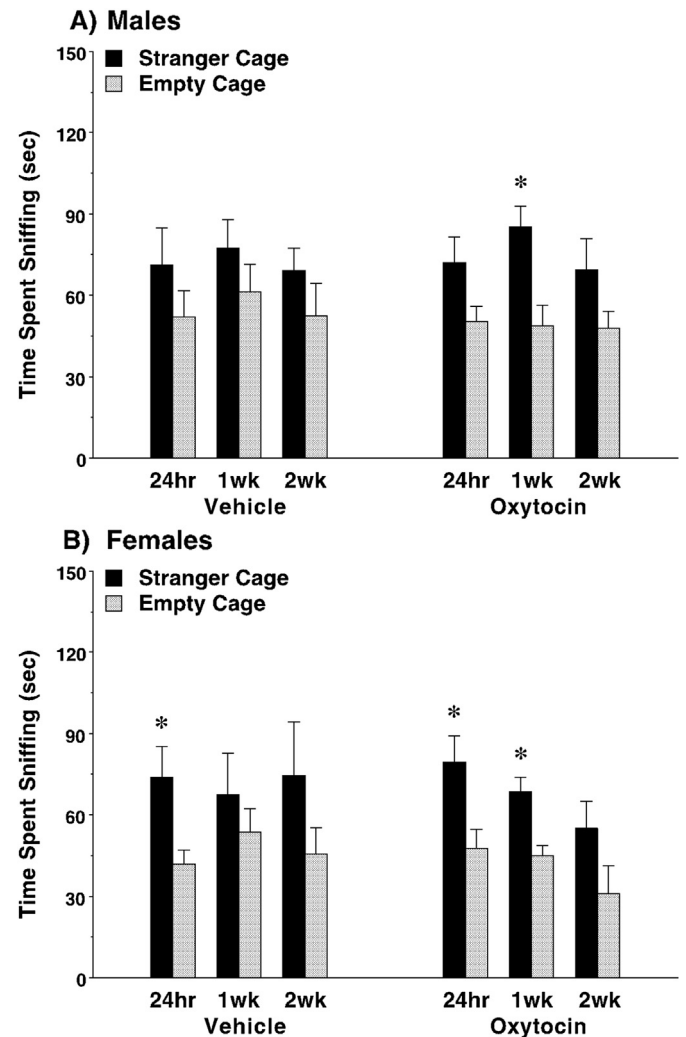 A) Males
150
120
90
60
30
0
Time Spent Sniffing (sec)
Stranger Cage
Empty Cage
*
24hr 1wk 2wk 24hr 1wk 2wk
Vehicle Oxytocin
B) Females
150
120
90
60
30
0
Time Spent Sniffing (sec)
Stranger Cage
Empty Cage
* * *
24hr 1wk 2wk 24hr 1wk 2wk
Vehicle Oxytocin